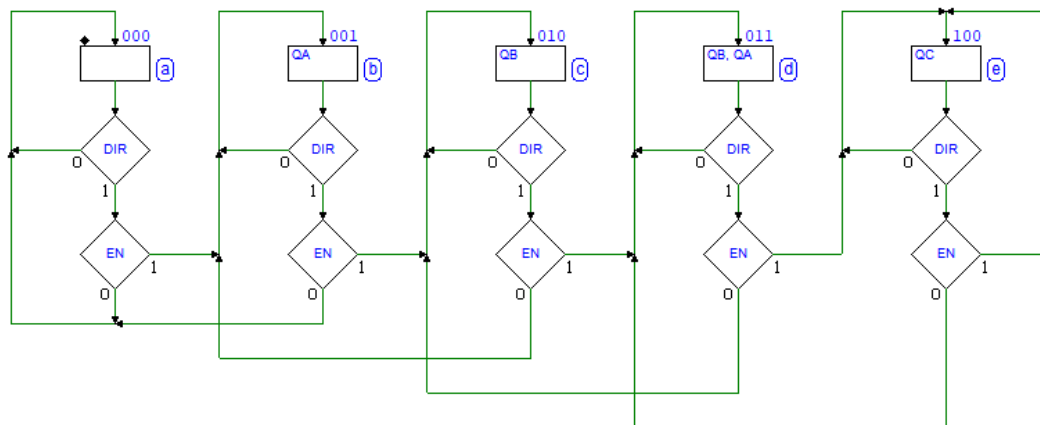 000 001 010 011 100
QA QB QB, QA QC
a b c d e
DIR DIR DIR DIR DIR
0 0 0 0 0
1 1 1 1 1
EN EN EN EN EN
1 1 1 1 1
0 0 0 0 0